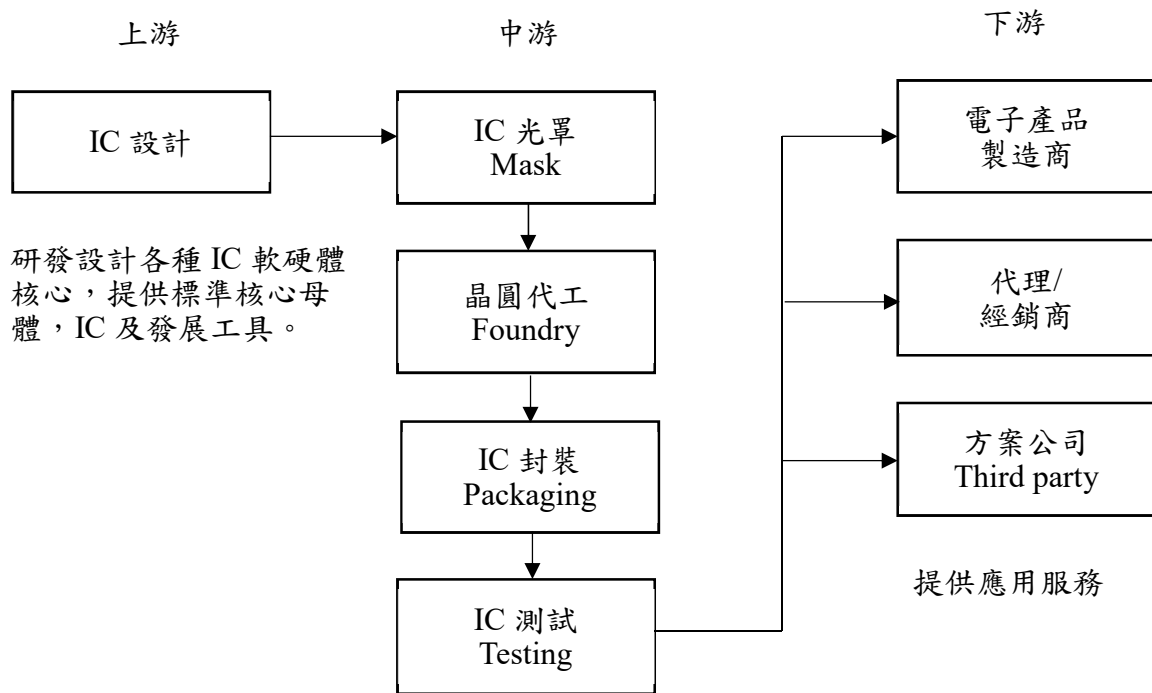 上游
IC 設計
研發設計各種 IC 軟硬體
核心，提供標準核心母
體，IC 及發展工具。
中游
IC 光罩
Mask
晶圓代工
Foundry
IC 封裝
Packaging
IC 測試
Testing
下游
電子產品
製造商
代理/
經銷商
方案公司
Third party
提供應用服務